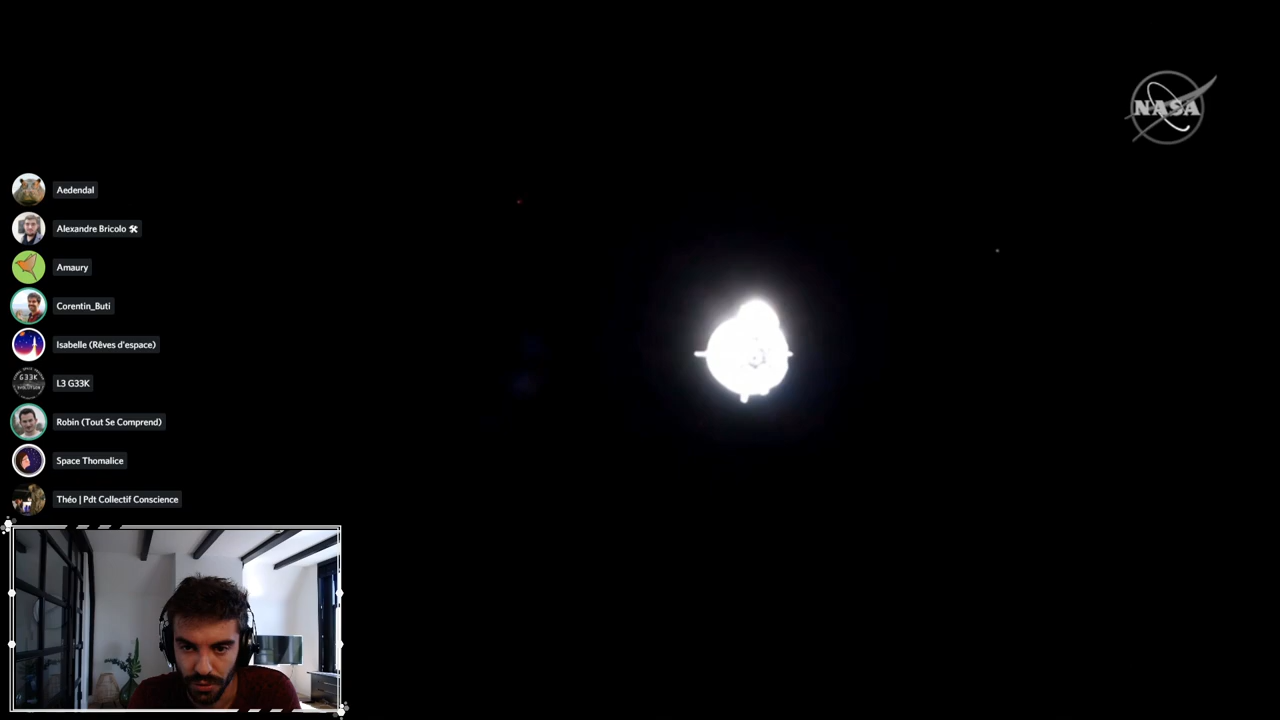 NASA
Aedendal
Alexandre Bricolo 🛠
Amaury
Corentin_Buti
Isabelle (Rêves d'espace)
G33K
L3 G33K
Robin (Tout Se Comprend)
Space Thomalice
Théo | Pdt Collectif Conscience